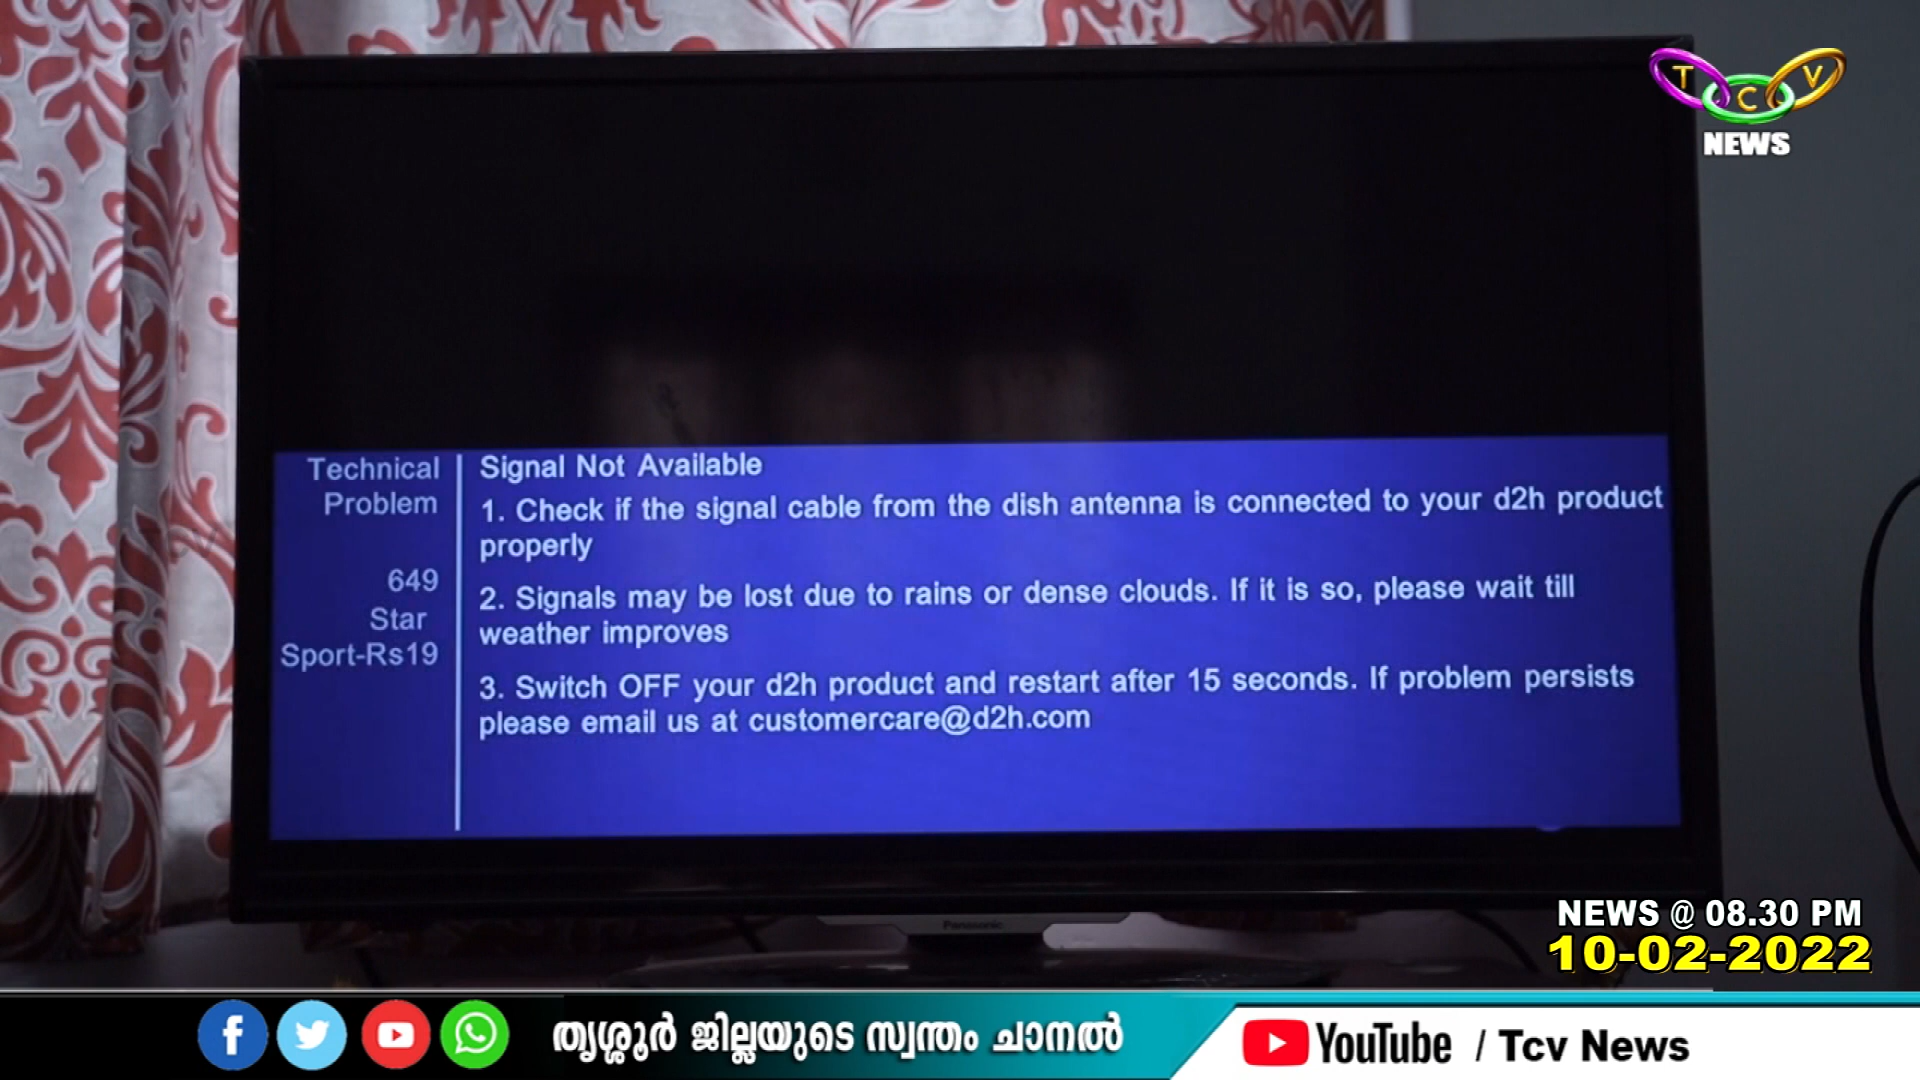 T C V
NEWS
Technical
Problem
649
Star
Sport-Rs19
Signal Not Available
1. Check if the signal cable from the dish antenna is connected to your d2h product
properly
2. Signals may be lost due to rains or dense clouds. If it is so, please wait till
weather improves
3. Switch OFF your d2h product and restart after 15 seconds. If problem persists
please email us at customercare@d2h.com
Panasonic
NEWS @ 08.30 PM
10-02-2022
തൃശ്ശൂർ ജില്ലയുടെ സ്വന്തം ചാനൽ
YouTube / Tcv News